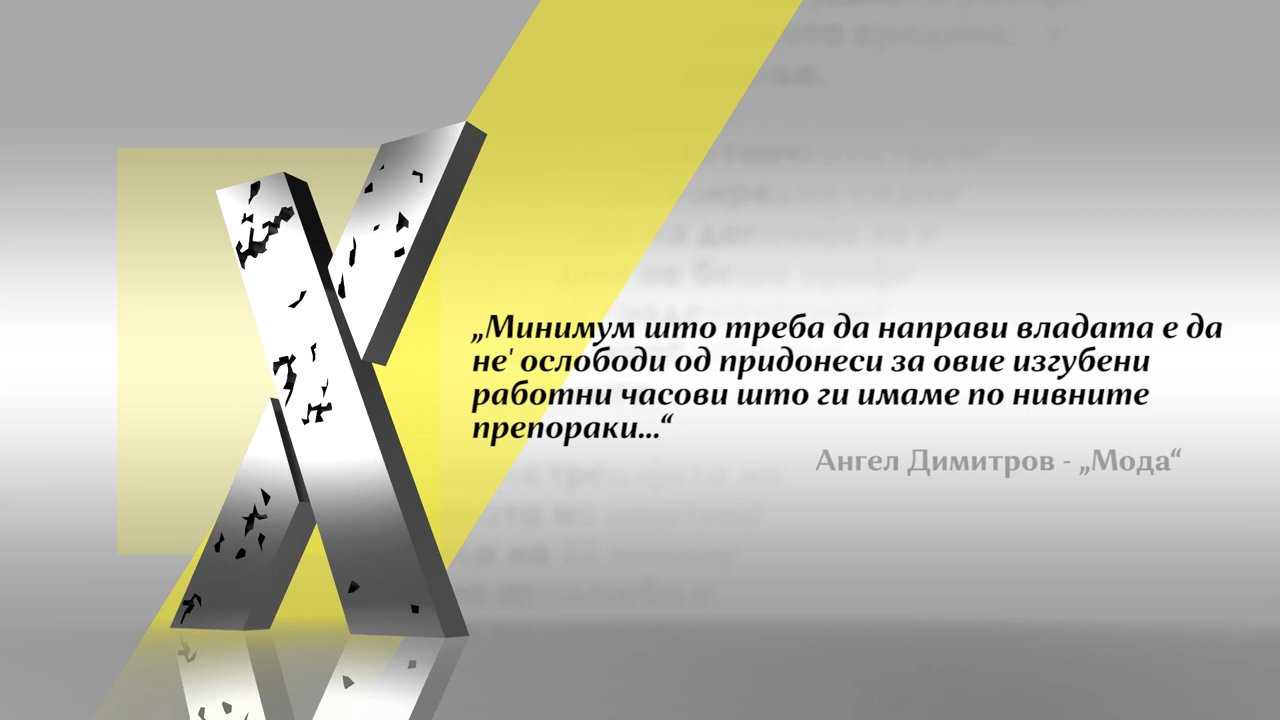 „Минимум што треба да направи владата е да
не' ослободи од придонеси за овие изгубени
работни часови што ги имаме по нивните
препораки...“
Ангел Димитров - „Мода“